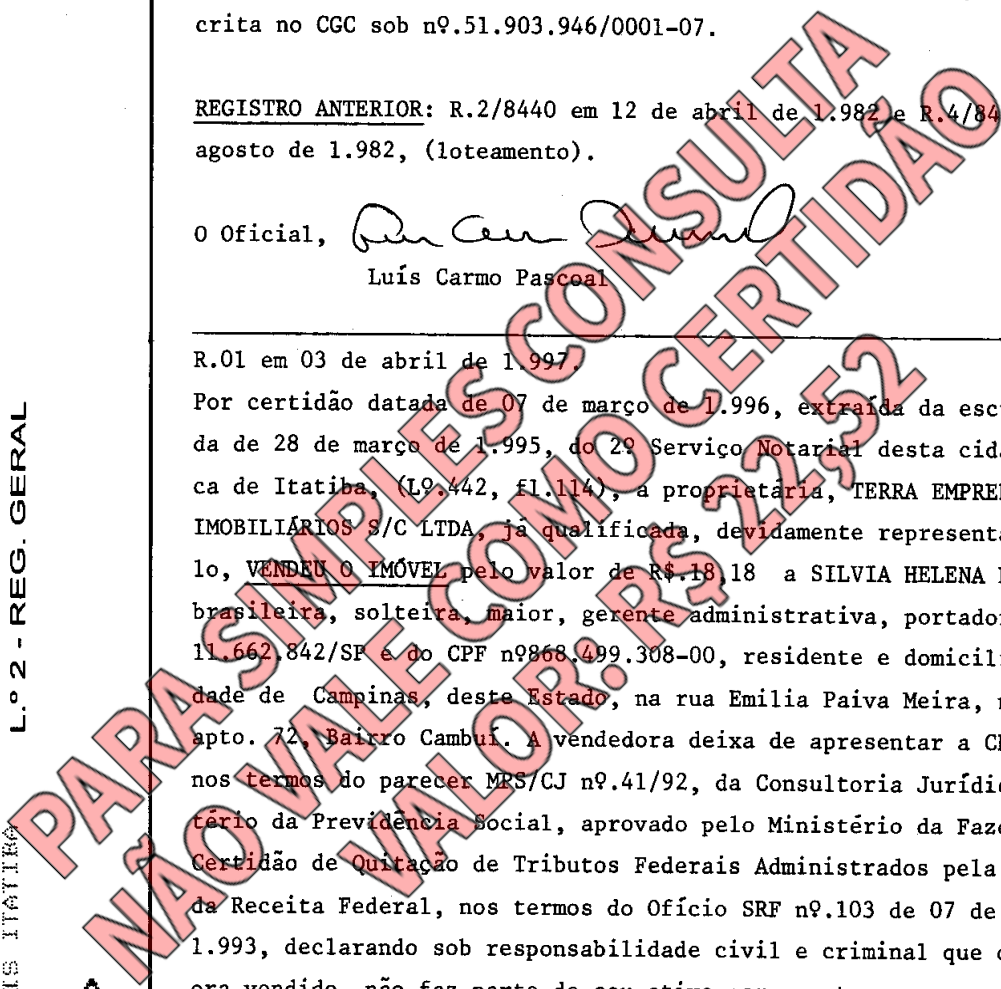 crita no CGC sob nº.51.903.946/0001-07.
REGISTRO ANTERIOR: R.2/8440 em 12 de abril de 1.982 e R.4/84
agosto de 1.982, (loteamento).
O Oficial,
Luís Carmo Pascoal
R.01 em 03 de abril de 1.997.
Por certidão datada de 07 de março de 1.996, extraída da esc
da de 28 de março de 1.995, do 2º Serviço Notarial desta cida
ca de Itatiba, (Lº.442, fl.114), a proprietária, TERRA EMPRE
IMOBILIÁRIOS S/C LTDA, já qualificada, devidamente represent
lo, VENDEU O IMÓVEL pelo valor de R$.18,18 a SILVIA HELENA
brasileira, solteira, maior, gerente administrativa, portado
11.662.842/SP e do CPF nº868.499.308-00, residente e domicil
dade de Campinas, deste Estado, na rua Emilia Paiva Meira,
apto. 72, Bairro Cambuí. A vendedora deixa de apresentar a C
nos termos do parecer MPS/CJ nº.41/92, da Consultoria Jurídi
tério da Previdência Social, aprovado pelo Ministério da Faz
Certidão de Quitação de Tributos Federais Administrados pela
da Receita Federal, nos termos do Ofício SRF nº.103 de 07 de
1.993, declarando sob responsabilidade civil e criminal que
ora vendido, não faz parte do seu ativo
L.º 2 - REG. GERAL
IS ITATIBA
PARA SIMPLES CONSULTA
NÃO VALE COMO CERTIDÃO
VALOR: R$ 22,52